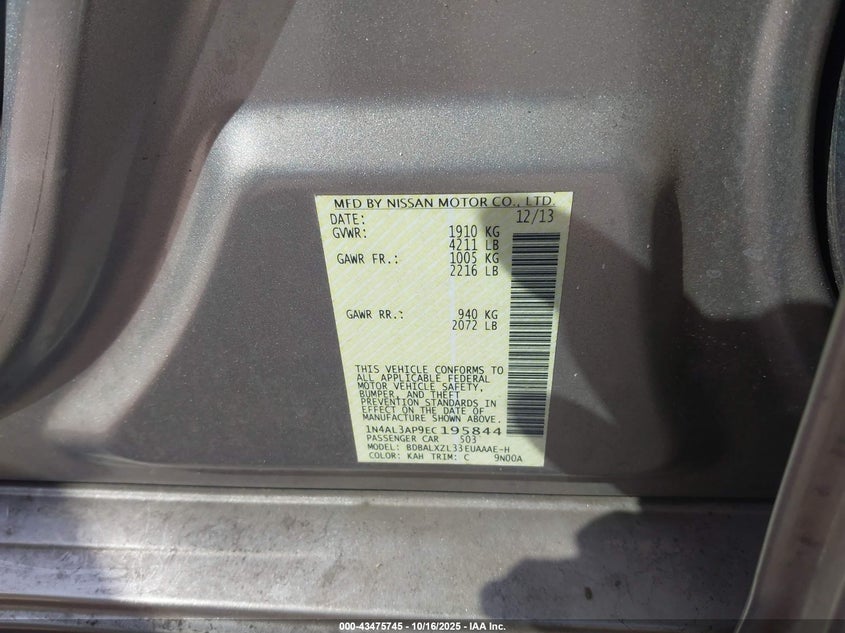 MFD BY NISSAN MOTOR CO., LTD.
DATE: 12/13
GVWR: 1910 KG
4211 LB
GAWR FR.: 1005 KG
2216 LB
GAWR RR.: 940 KG
2072 LB
THIS VEHICLE CONFORMS TO
ALL APPLICABLE FEDERAL
MOTOR VEHICLE SAFETY,
BUMPER, AND THEFT
PREVENTION STANDARDS IN
EFFECT ON THE DATE OF
MANUFACTURE SHOWN ABOVE.
1N4AL3AP9EC195844
PASSENGER CAR 503
MODEL: BDBALXZL33EUAAAE-H
COLOR: KAH TRIM: C 9N00A
000-43475745 - 10/16/2025 - IAA Inc.